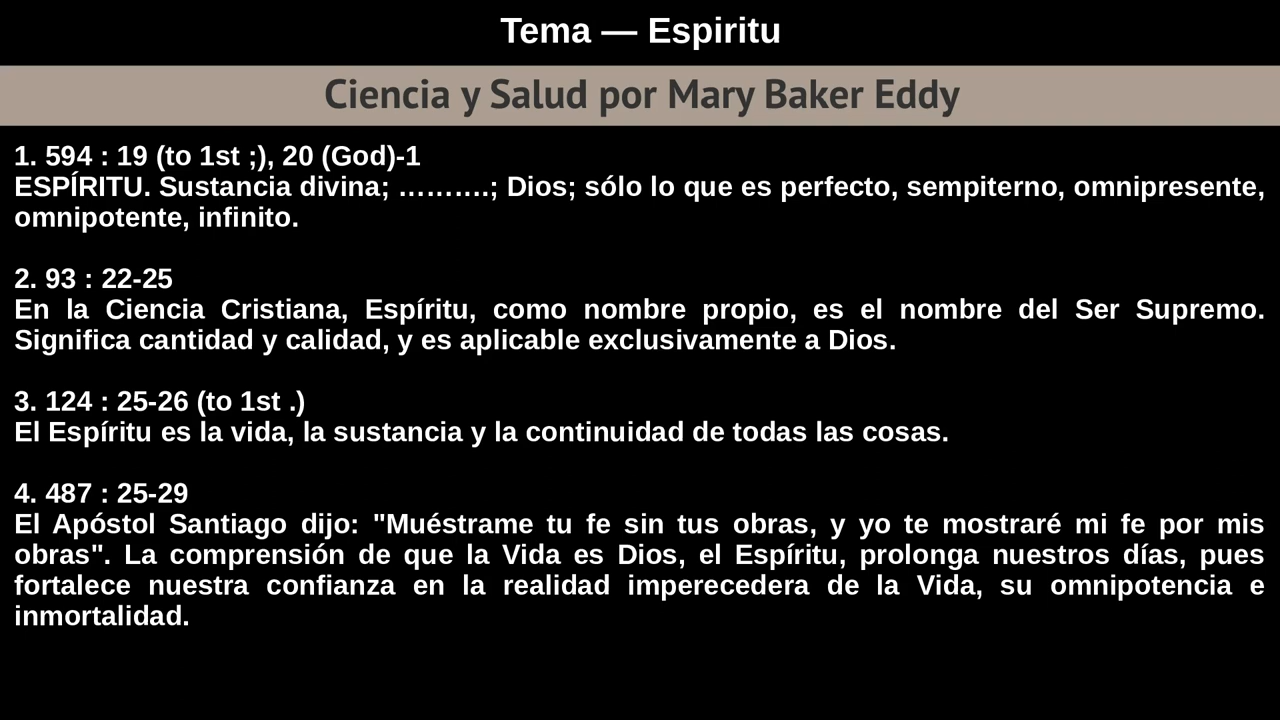 Tema — Espiritu
Ciencia y Salud por Mary Baker Eddy
1. 594 : 19 (to 1st ;), 20 (God)-1
ESPÍRITU. Sustancia divina; ……….; Dios; sólo lo que es perfecto, sempiterno, omnipresente,
omnipotente, infinito.
2. 93 : 22-25
En la Ciencia Cristiana, Espíritu, como nombre propio, es el nombre del Ser Supremo.
Significa cantidad y calidad, y es aplicable exclusivamente a Dios.
3. 124 : 25-26 (to 1st .)
El Espíritu es la vida, la sustancia y la continuidad de todas las cosas.
4. 487 : 25-29
El Apóstol Santiago dijo: "Muéstrame tu fe sin tus obras, y yo te mostraré mi fe por mis
obras". La comprensión de que la Vida es Dios, el Espíritu, prolonga nuestros días, pues
fortalece nuestra confianza en la realidad imperecedera de la Vida, su omnipotencia e
inmortalidad.